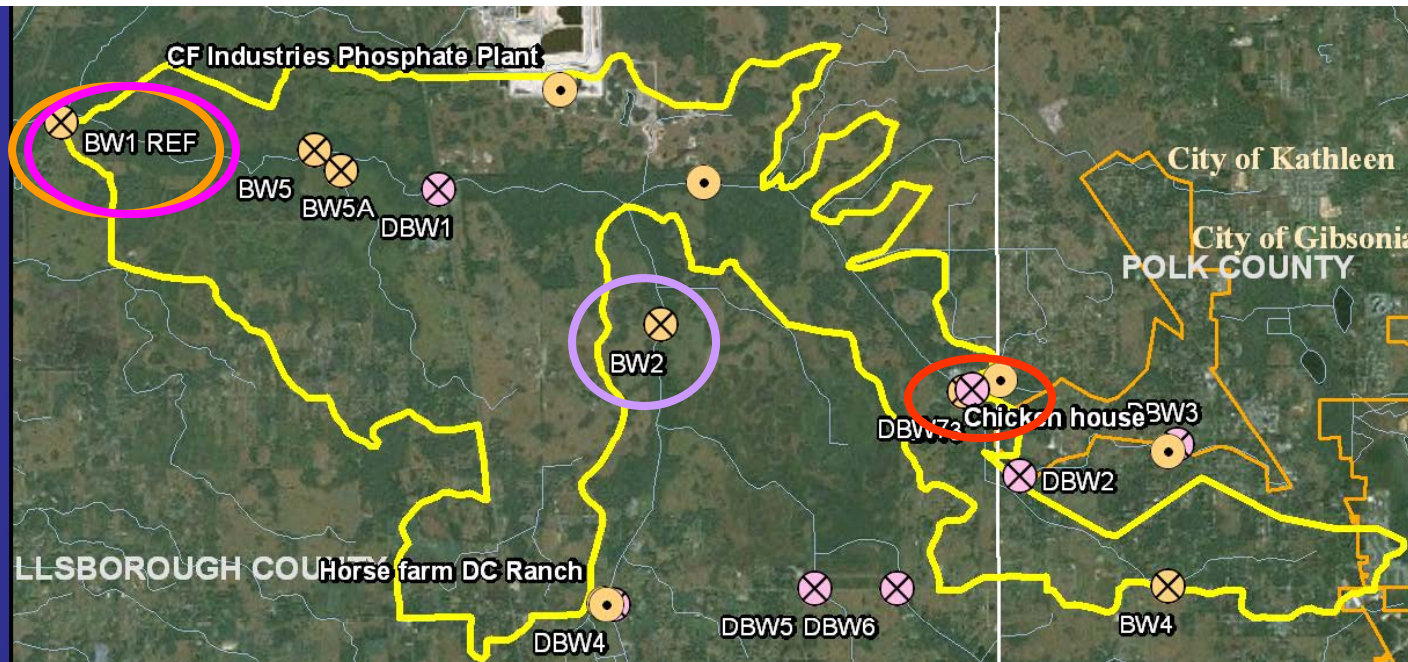 CF Industries Phosphate Plant
BW1 REF
City of Kathleen
BW5
BW5A
DBW1
City of Gibsonia
POLK COUNTY
BW2
Chicken house
DBW3
DBW2
LLSBOROUGH COU
Horse farm DC Ranch
DBW4
DBW5
DBW6
BW4